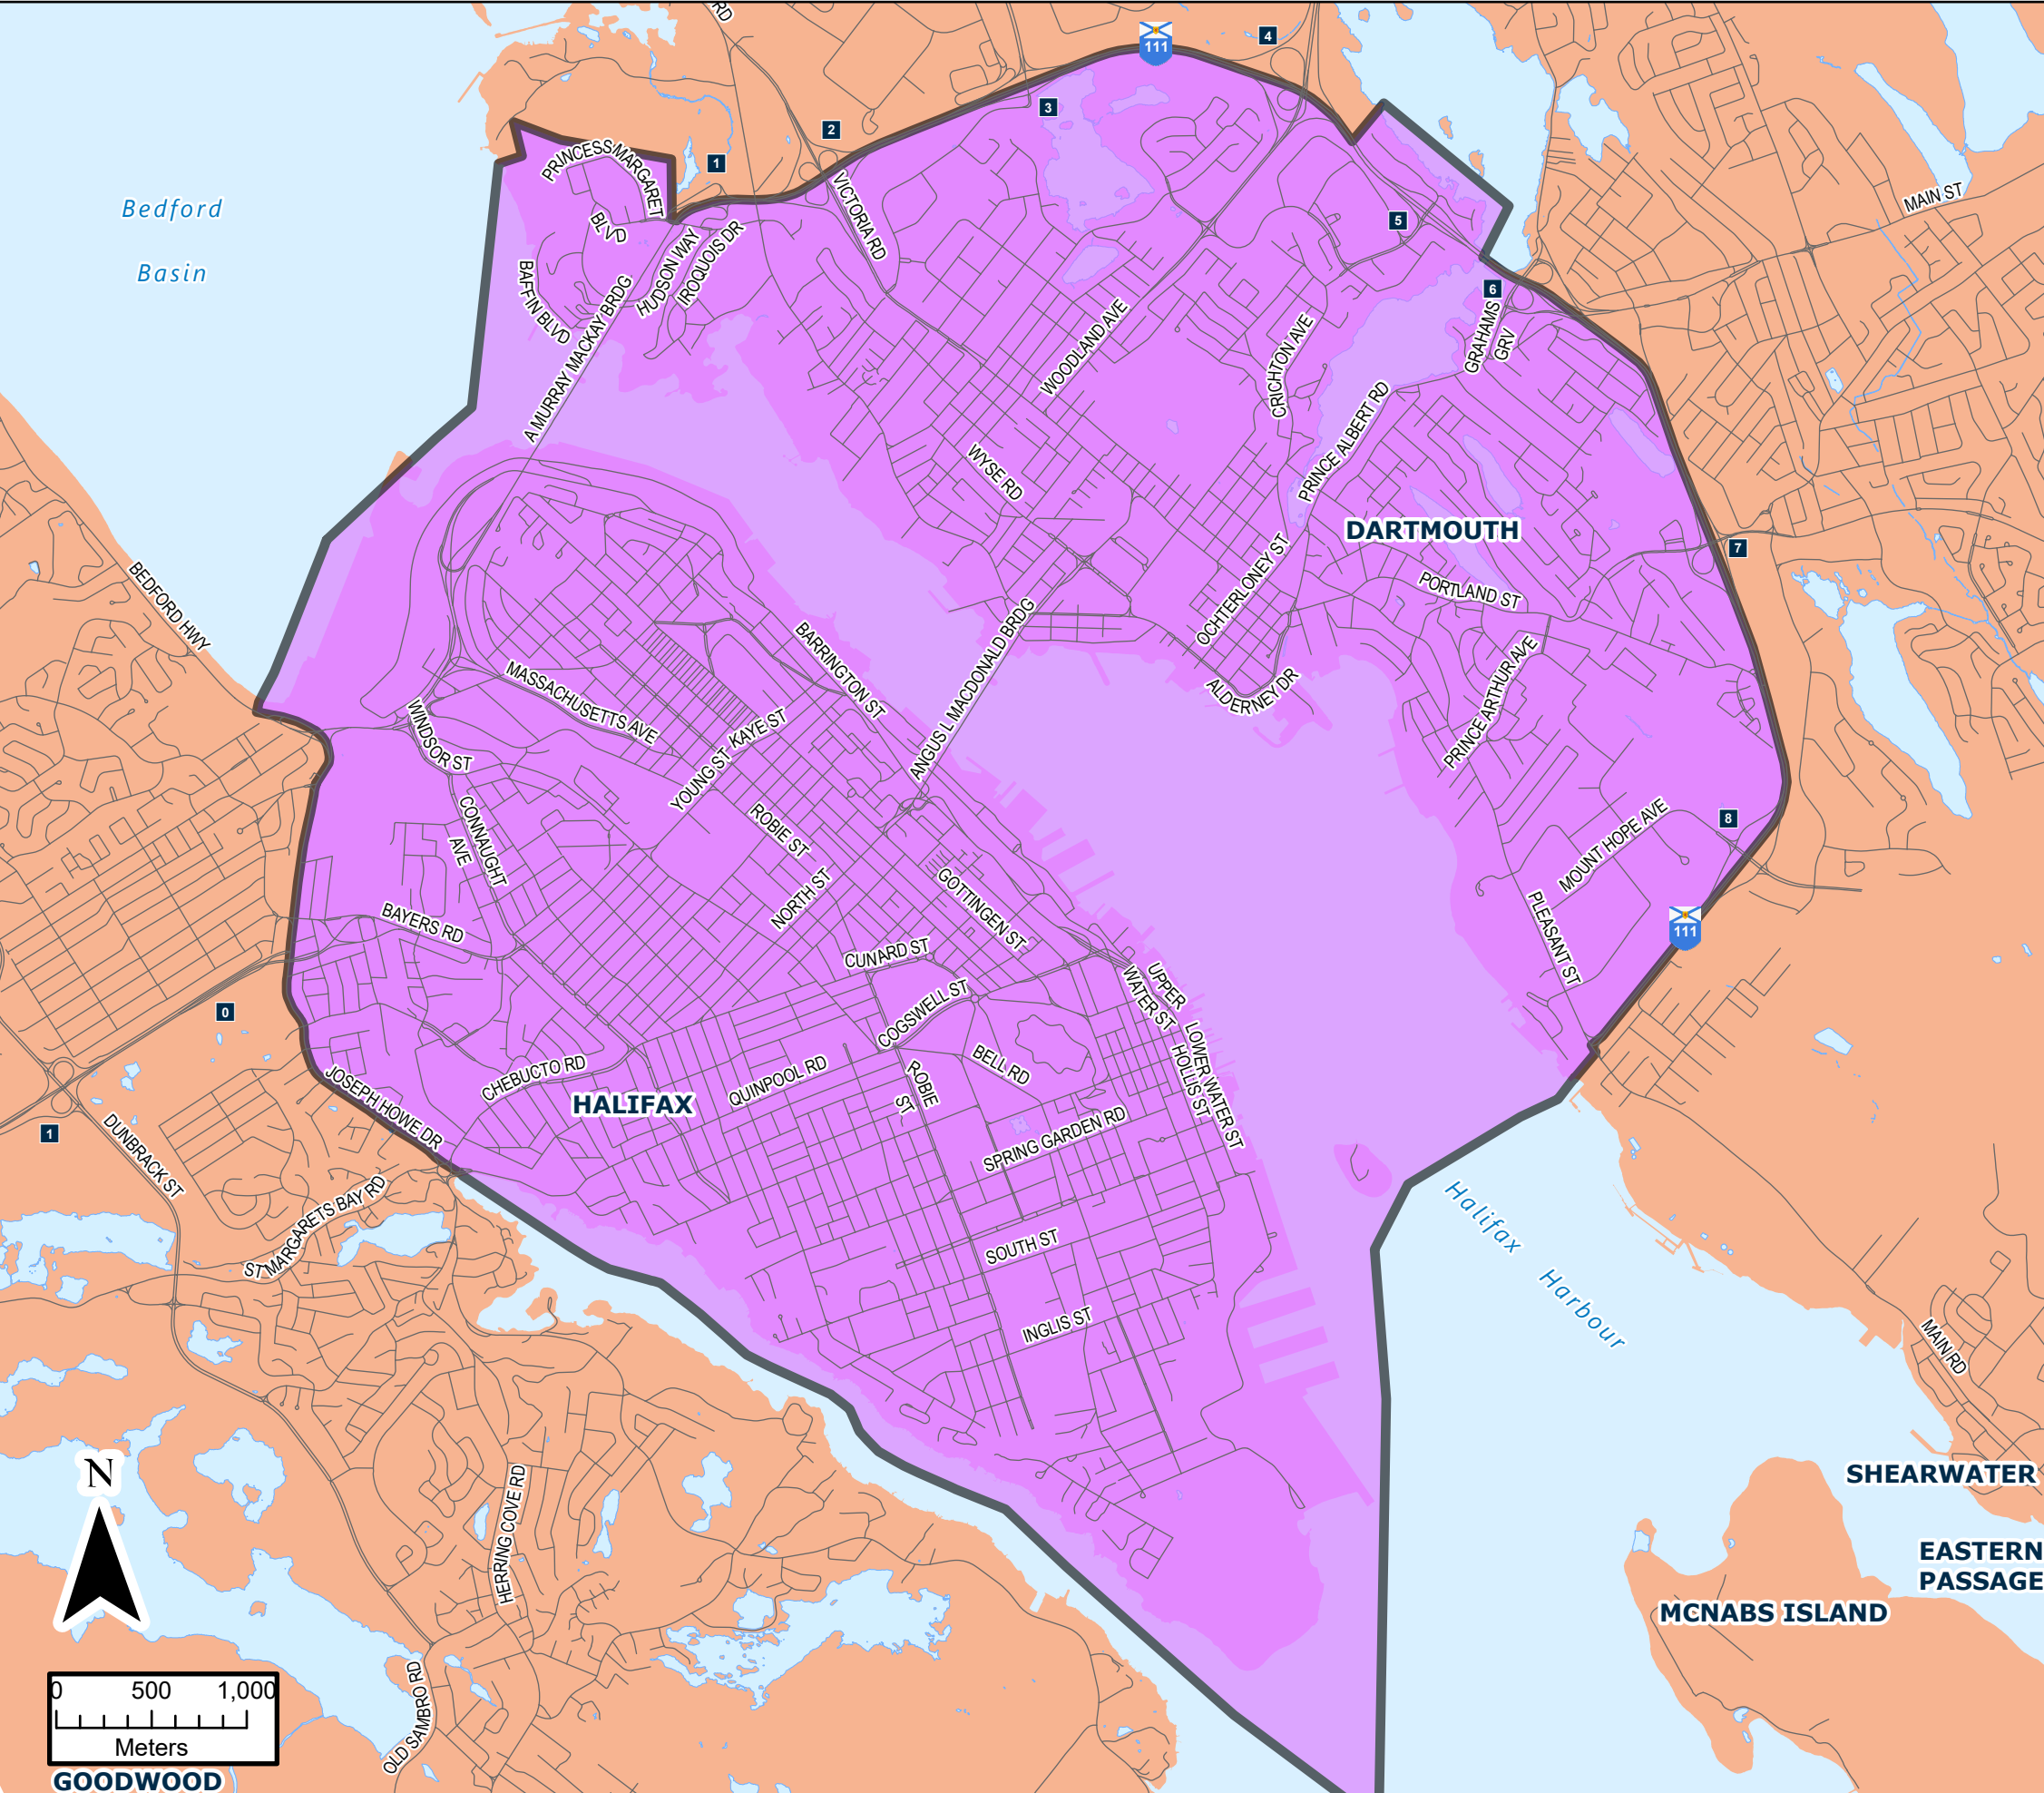 RD
111
4
3
2
1
PRINCESS MARGARET
BLVD
VICTORIA RD
MAIN ST
Bedford
Basin
5
6
HUDSON WAY
IROQUOIS DR
BAFFIN BLVD
A MURRAY MACKAY BRDG
WOODLAND AVE
CRICHTON AVE
GRAHAMS
GRV
PRINCE ALBERT RD
WYSE RD
DARTMOUTH
7
BEDFORD HWY
OCHTERLONEY ST
PORTLAND ST
BARRINGTON ST
ANGUS L MACDONALD BRDG
ALDERNEY DR
PRINCE ARTHUR AVE
MASSACHUSETTS AVE
WINDSOR ST
YOUNG ST
KAYE ST
CONNAUGHT
AVE
ROBIE ST
8
MOUNT HOPE AVE
NORTH ST
GOTTINGEN ST
BAYERS RD
PLEASANT ST
111
CUNARD ST
COGSWELL ST
UPPER
WATER ST
0
LOWER WATER ST
HOLLIS ST
BELL RD
ROBIE
ST
CHEBUCTO RD
QUINPOOL RD
HALIFAX
JOSEPH HOWE DR
1
DUNBRACK ST
SPRING GARDEN RD
ST MARGARETS BAY RD
SOUTH ST
Halifax
Harbour
INGLIS ST
MAIN RD
N
HERRING COVE RD
SHEARWATER
EASTERN
PASSAGE
MCNABS ISLAND
OLD SAMBRO RD
0 500 1,000
Meters
GOODWOOD